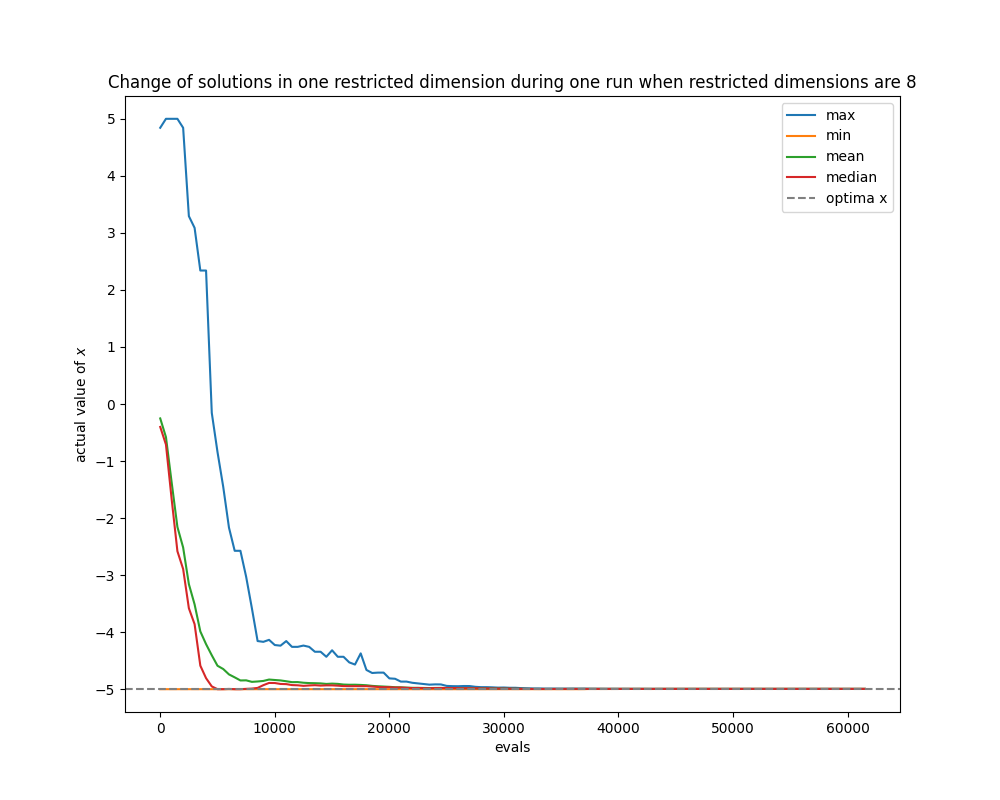 Change of solutions in one restricted dimension during one run when restricted dimensions are 8
max
min
mean
median
optima x
actual value of x
5
4
3
2
1
0
−1
−2
−3
−4
−5
0 10000 20000 30000 40000 50000 60000
evals